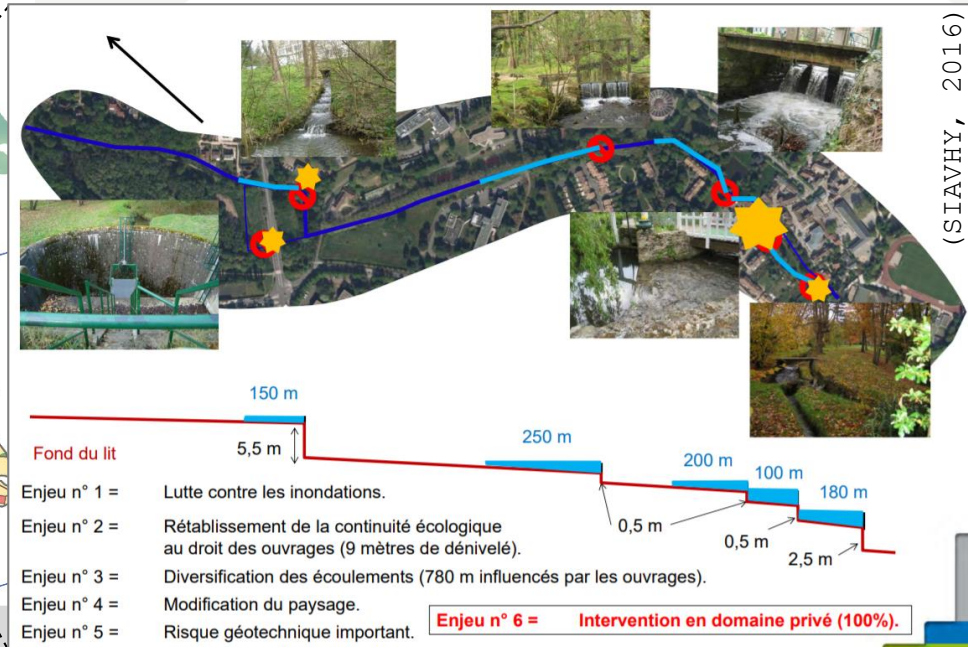 (SIAVHY, 2016)
150 m
5,5 m
Fond du lit
250 m
200 m
100 m
180 m
0,5 m
0,5 m
2,5 m
Enjeu n° 1 = Lutte contre les inondations.
Enjeu n° 2 = Rétablissement de la continuité écologique
au droit des ouvrages (9 mètres de dénivelé).
Enjeu n° 3 = Diversification des écoulements (780 m influencés par les ouvrages).
Enjeu n° 4 = Modification du paysage.
Enjeu n° 5 = Risque géotechnique important.
Enjeu n° 6 = Intervention en domaine privé (100%).